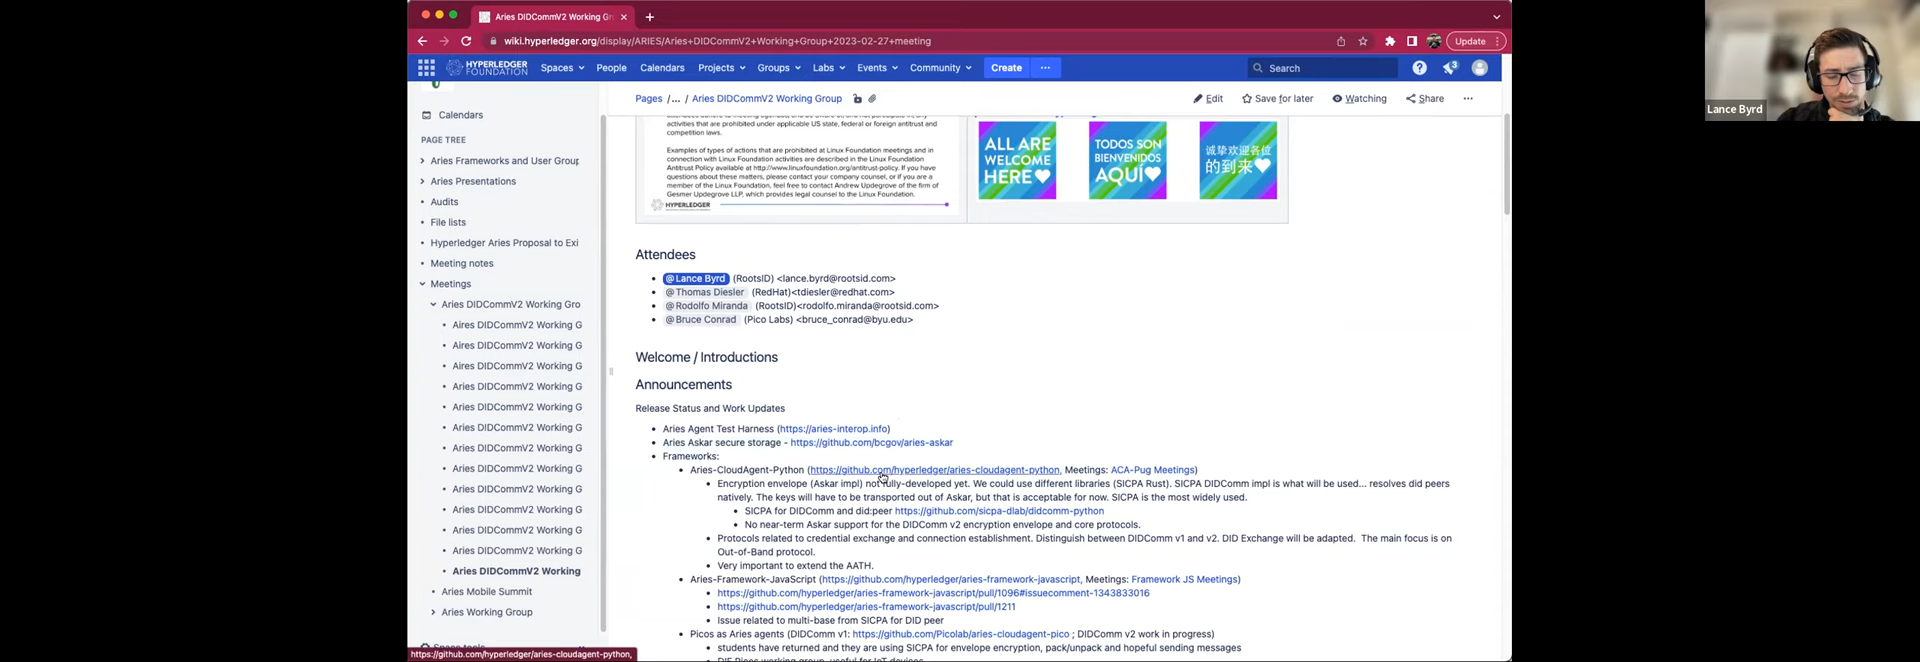 Aries DIDCommV2 Working Gr
wiki.hyperledger.org/display/ARIES/Aries+DIDCommV2+Working+Group+2023-02-27+meeting
Update
HYPERLEDGER FOUNDATION
Spaces
People
Calendars
Projects
Groups
Labs
Events
Community
Create
Search
3
Pages /... / Aries DIDCommV2 Working Group
Edit
Save for later
Watching
Share
Calendars
PAGE TREE
Aries Frameworks and User Group
Aries Presentations
Audits
File lists
Hyperledger Aries Proposal to Exi
Meeting notes
Meetings
Aries DIDCommV2 Working Gro
Aires DIDCommV2 Working G
Aries DIDCommV2 Working G
Aries DIDCommV2 Working G
Aries DIDCommV2 Working G
Aries DIDCommV2 Working G
Aries DIDCommV2 Working G
Aries DIDCommV2 Working G
Aries DIDCommV2 Working G
Aries DIDCommV2 Working G
Aries DIDCommV2 Working G
Aries DIDCommV2 Working G
Aries DIDCommV2 Working G
Aries DIDCommV2 Working
Aries Mobile Summit
Aries Working Group
Space tools
https://github.com/hyperledger/aries-cloudagent-python,
activities that are prohibited under applicable US state, federal or foreign antitrust and
competition laws.
Examples of types of actions that are prohibited at Linux Foundation meetings and in
connection with Linux Foundation activities are described in the Linux Foundation
Antitrust Policy available at http://www.linuxfoundation.org/antitrust-policy. If you have
questions about these matters, please contact your company counsel, or if you are a
member of the Linux Foundation, feel free to contact Andrew Updegrove of the firm of
Gesmer Updegrove LLP, which provides legal counsel to the Linux Foundation.
HYPERLEDGER
ALL ARE
WELCOME
HERE
TODOS SON
BIENVENIDOS
AQUÍ
诚挚欢迎各位
的到来
Attendees
@Lance Byrd (RootsID) <lance.byrd@rootsid.com>
@Thomas Diesler (RedHat)<tdiesler@redhat.com>
@Rodolfo Miranda (RootsID)<rodolfo.miranda@rootsid.com>
@Bruce Conrad (Pico Labs) <bruce_conrad@byu.edu>
Welcome / Introductions
Announcements
Release Status and Work Updates
Aries Agent Test Harness (https://aries-interop.info)
Aries Askar secure storage - https://github.com/bcgov/aries-askar
Frameworks:
Aries-CloudAgent-Python (https://github.com/hyperledger/aries-cloudagent-python, Meetings: ACA-Pug Meetings)
Encryption envelope (Askar impl) not fully-developed yet. We could use different libraries (SICPA Rust). SICPA DIDComm impl is what will be used... resolves did peers
natively. The keys will have to be transported out of Askar, but that is acceptable for now. SICPA is the most widely used.
SICPA for DIDComm and did:peer https://github.com/sicpa-dlab/didcomm-python
No near-term Askar support for the DIDComm v2 encryption envelope and core protocols.
Protocols related to credential exchange and connection establishment. Distinguish between DIDComm v1 and v2. DID Exchange will be adapted. The main focus is on
Out-of-Band protocol.
Very important to extend the AATH.
Aries-Framework-JavaScript (https://github.com/hyperledger/aries-framework-javascript, Meetings: Framework JS Meetings)
https://github.com/hyperledger/aries-framework-javascript/pull/1096#issuecomment-1343833016
https://github.com/hyperledger/aries-framework-javascript/pull/1211
Issue related to multi-base from SICPA for DID peer
Picos as Aries agents (DIDComm v1: https://github.com/Picolab/aries-cloudagent-pico ; DIDComm v2 work in progress)
students have returned and they are using SICPA for envelope encryption, pack/unpack and hopeful sending messages
DIF Picos working group, useful for IoT devices
Lance Byrd